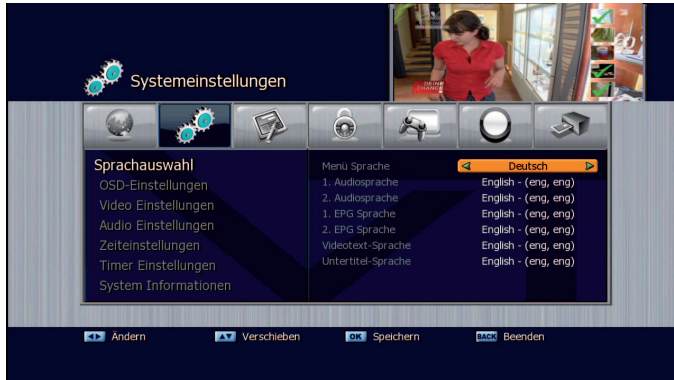 DEINE
CHANCE
Systemeinstellungen
Sprachauswahl
OSD-Einstellungen
Video Einstellungen
Audio Einstellungen
Zeiteinstellungen
Timer Einstellungen
System Informationen
Menü Sprache Deutsch
1. Audiosprache English - (eng, eng)
2. Audiosprache English - (eng, eng)
1. EPG Sprache English - (eng, eng)
2. EPG Sprache English - (eng, eng)
Videotext-Sprache English - (eng, eng)
Untertitel-Sprache English - (eng, eng)
Ändern Verschieben OK Speichern BACK Beenden